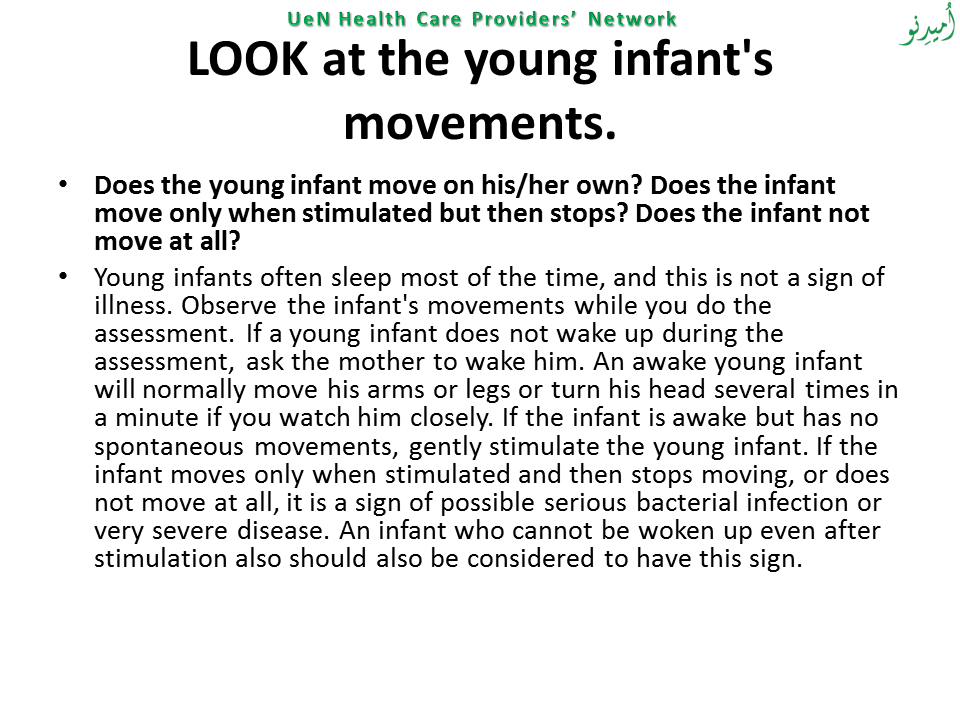 UeN Health Care Providers' Network
اُمیدِنو
LOOK at the young infant's
movements.
• Does the young infant move on his/her own? Does the infant
move only when stimulated but then stops? Does the infant not
move at all?
• Young infants often sleep most of the time, and this is not a sign of
illness. Observe the infant's movements while you do the
assessment. If a young infant does not wake up during the
assessment, ask the mother to wake him. An awake young infant
will normally move his arms or legs or turn his head several times in
a minute if you watch him closely. If the infant is awake but has no
spontaneous movements, gently stimulate the young infant. If the
infant moves only when stimulated and then stops moving, or does
not move at all, it is a sign of possible serious bacterial infection or
very severe disease. An infant who cannot be woken up even after
stimulation also should also be considered to have this sign.